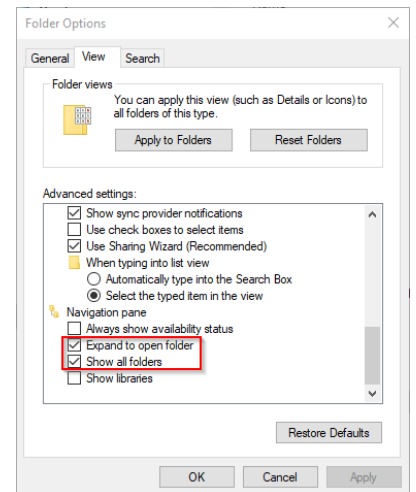 Folder Options
General
View
Search
Folder views
You can apply this view (such as Details or Icons) to
all folders of this type.
Apply to Folders
Reset Folders
Advanced settings:
Show sync provider notifications
Use check boxes to select items
Use Sharing Wizard (Recommended)
When typing into list view
Automatically type into the Search Box
Select the typed item in the view
Navigation pane
Always show availability status
Expand to open folder
Show all folders
Show libraries
Restore Defaults
OK
Cancel
Apply